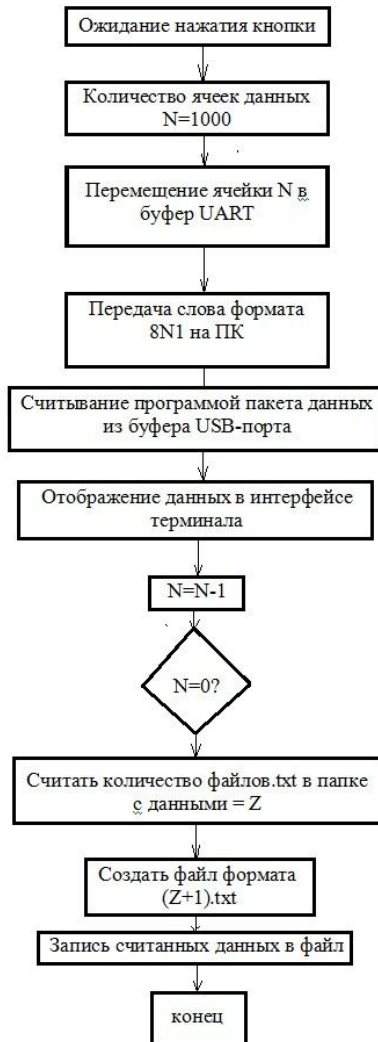 Ожидание нажатия кнопки
Количество ячеек данных
N=1000
Перемещение ячейки N в
буфер UART
Передача слова формата
8N1 на ПК
Считывание программой пакета данных
из буфера USB-порта
Отображение данных в интерфейсе
терминала
N=N-1
N=0?
Считать количество файлов.txt в папке
с данными = Z
Создать файл формата
(Z+1).txt
Запись считанных данных в файл
конец